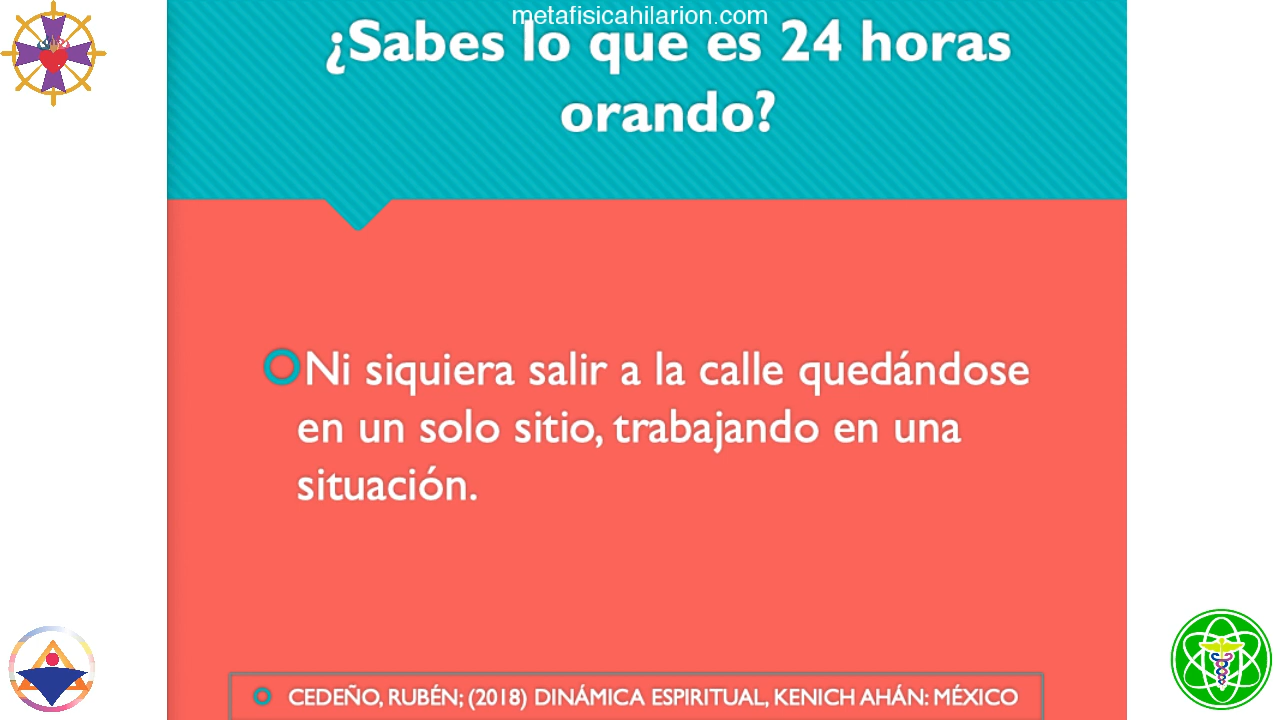 metafisicahilarion.com
¿Sabes lo que es 24 horas
orando?
Ni siquiera salir a la calle quedándose
en un solo sitio, trabajando en una
situación.
CEDEÑO, RUBÉN; (2018) DINÁMICA ESPIRITUAL, KENICH AHÁN: MÉXICO